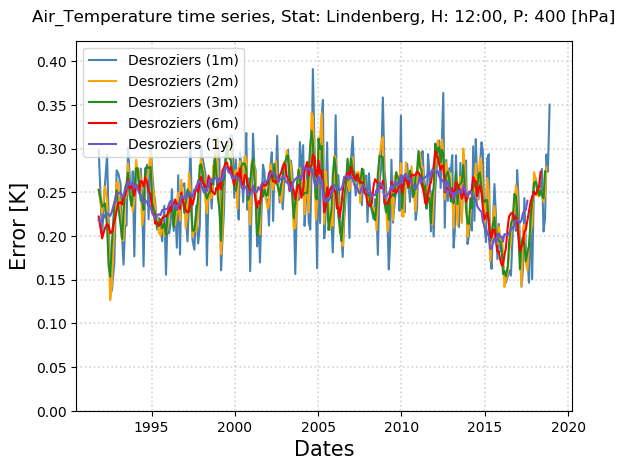 Air_Temperature time series, Stat: Lindenberg, H: 12:00, P: 400 [hPa]
Desroziers (1m)
Desroziers (2m)
Desroziers (3m)
Desroziers (6m)
Desroziers (1y)
Error [K]
0.40
0.35
0.30
0.25
0.20
0.15
0.10
0.05
0.00
1995
2000
2005
2010
2015
2020
Dates